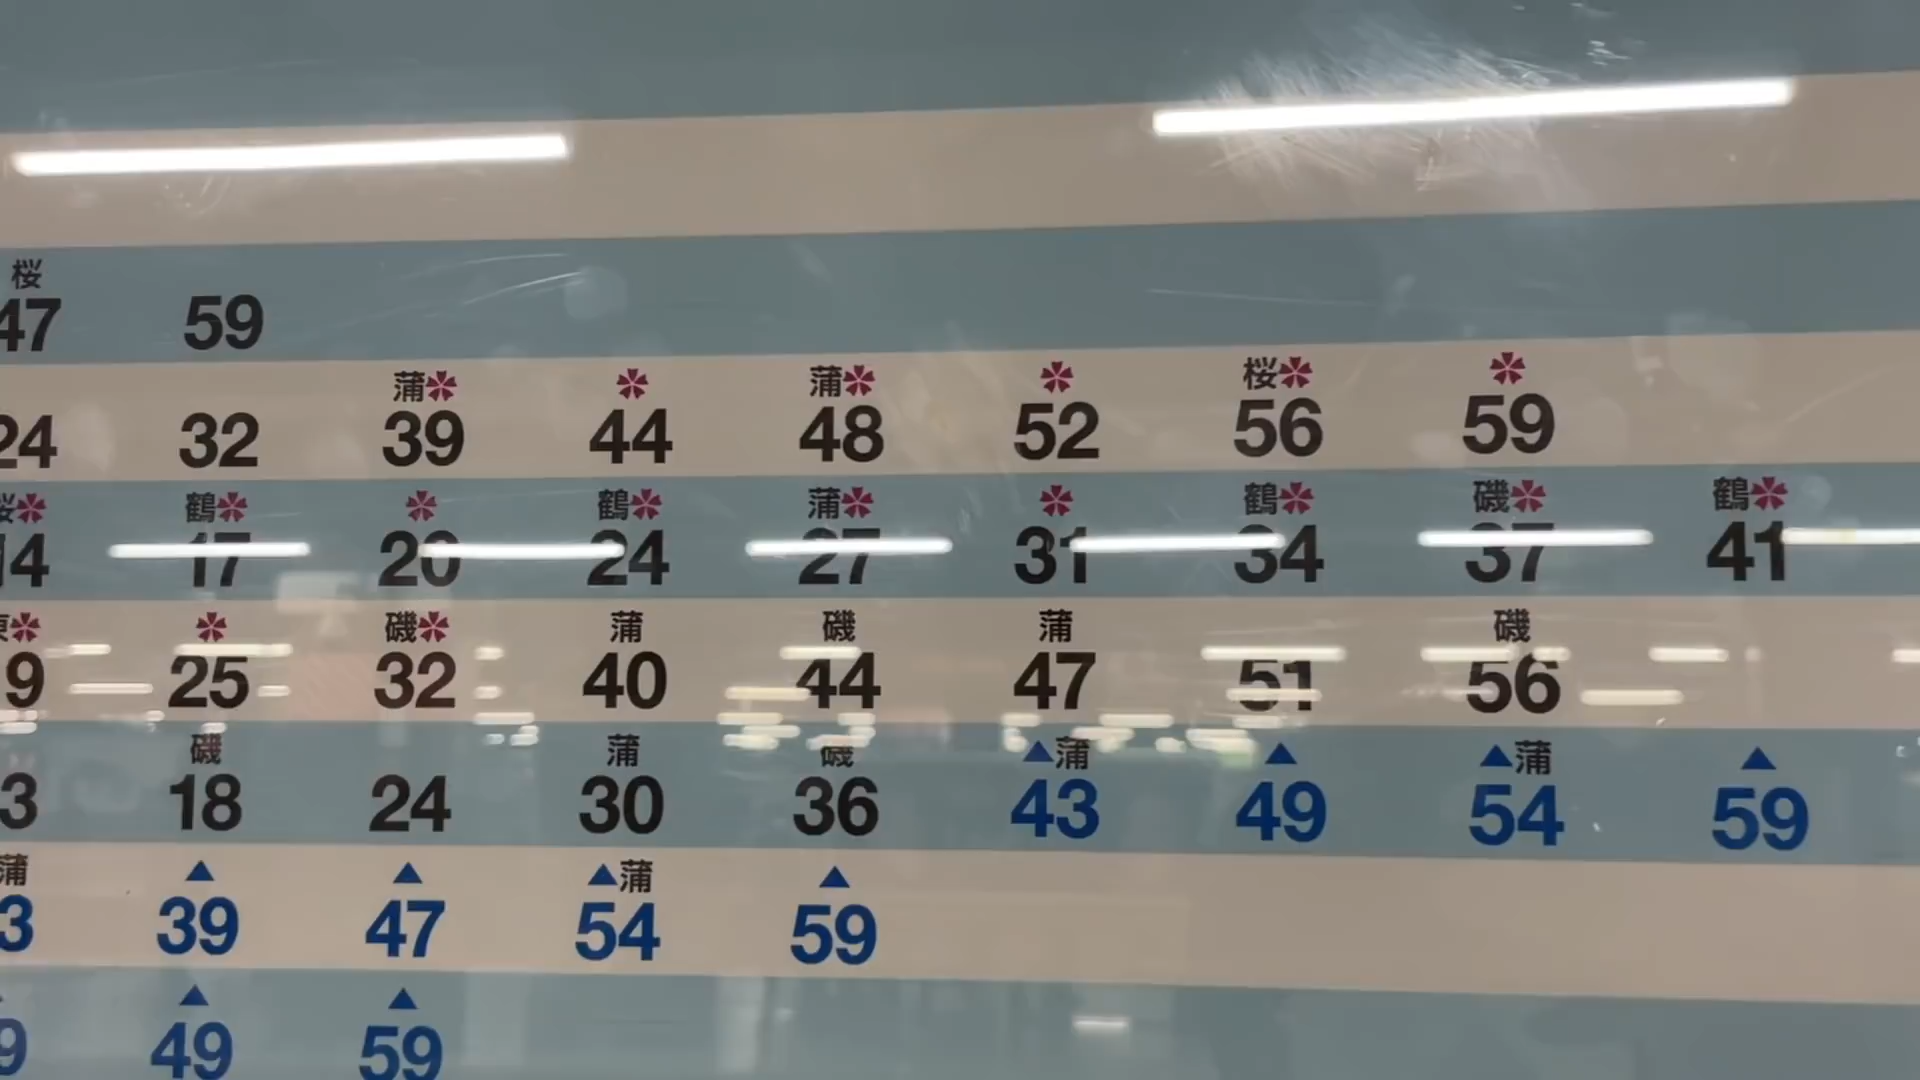 桜
47 59
蒲✿ ✿ 蒲✿ ✿ 桜✿ ✿
24 32 39 44 48 52 56 59
桜✿ 鶴✿ ✿ 鶴✿ 蒲✿ ✿ 鶴✿ 磯✿ 鶴✿
14 17 20 24 27 31 34 37 41
✿ ✿ 磯✿ 蒲 磯 蒲 磯
9 25 32 40 44 47 51 56
磯 蒲 磯 ▲蒲 ▲ ▲蒲 ▲
3 18 24 30 36 43 49 54 59
蒲 ▲ ▲ ▲蒲 ▲
3 39 47 54 59
▲ ▲
9 49 59